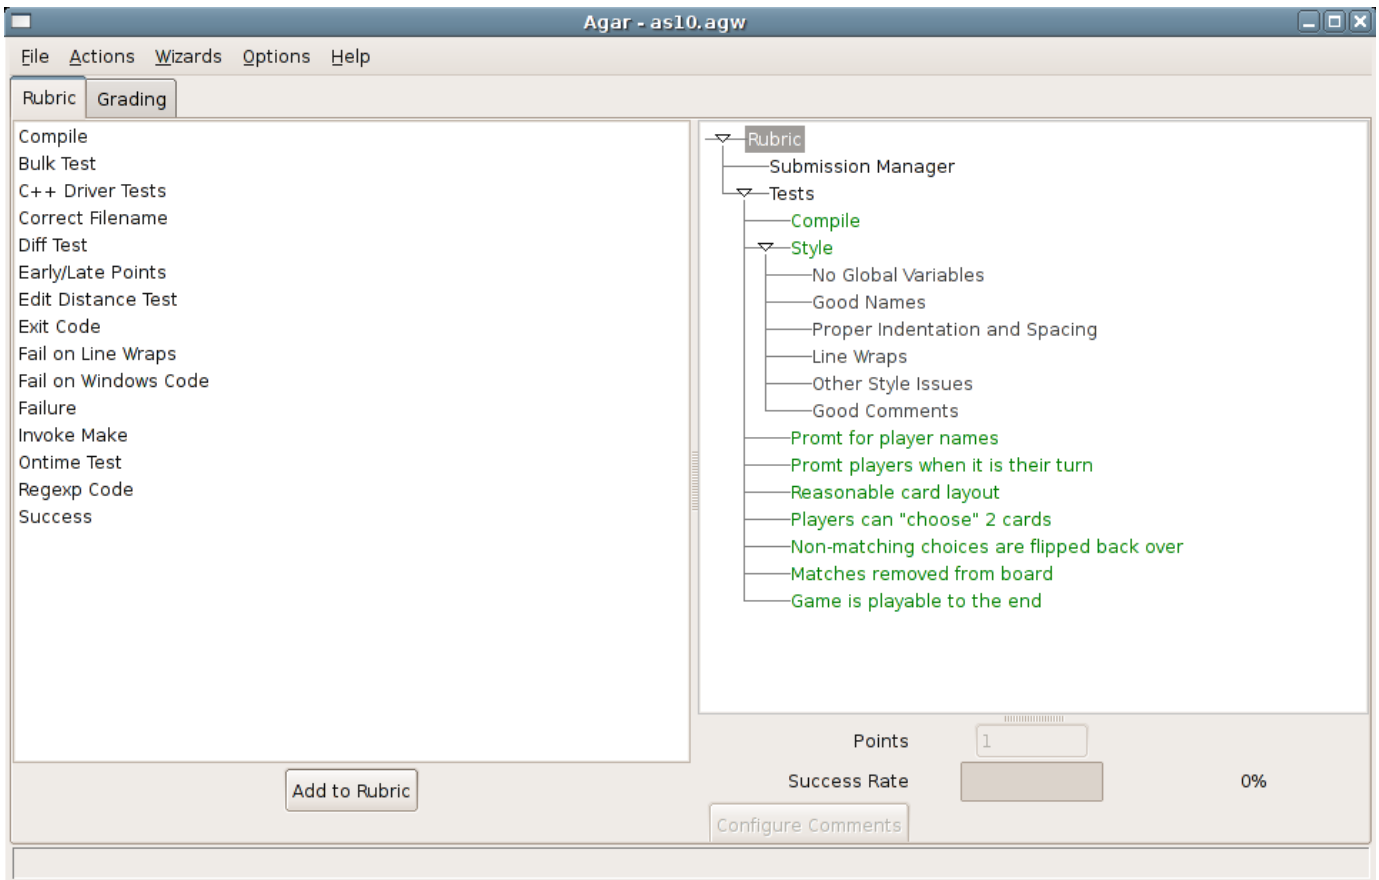 Agar - as10.agw
File Actions Wizards Options Help
Rubric Grading
Compile
Bulk Test
C++ Driver Tests
Correct Filename
Diff Test
Early/Late Points
Edit Distance Test
Exit Code
Fail on Line Wraps
Fail on Windows Code
Failure
Invoke Make
Ontime Test
Regexp Code
Success
Add to Rubric
Rubric
Submission Manager
Tests
Compile
Style
No Global Variables
Good Names
Proper Indentation and Spacing
Line Wraps
Other Style Issues
Good Comments
Promt for player names
Promt players when it is their turn
Reasonable card layout
Players can "choose" 2 cards
Non-matching choices are flipped back over
Matches removed from board
Game is playable to the end
Points 1
Success Rate 0%
Configure Comments